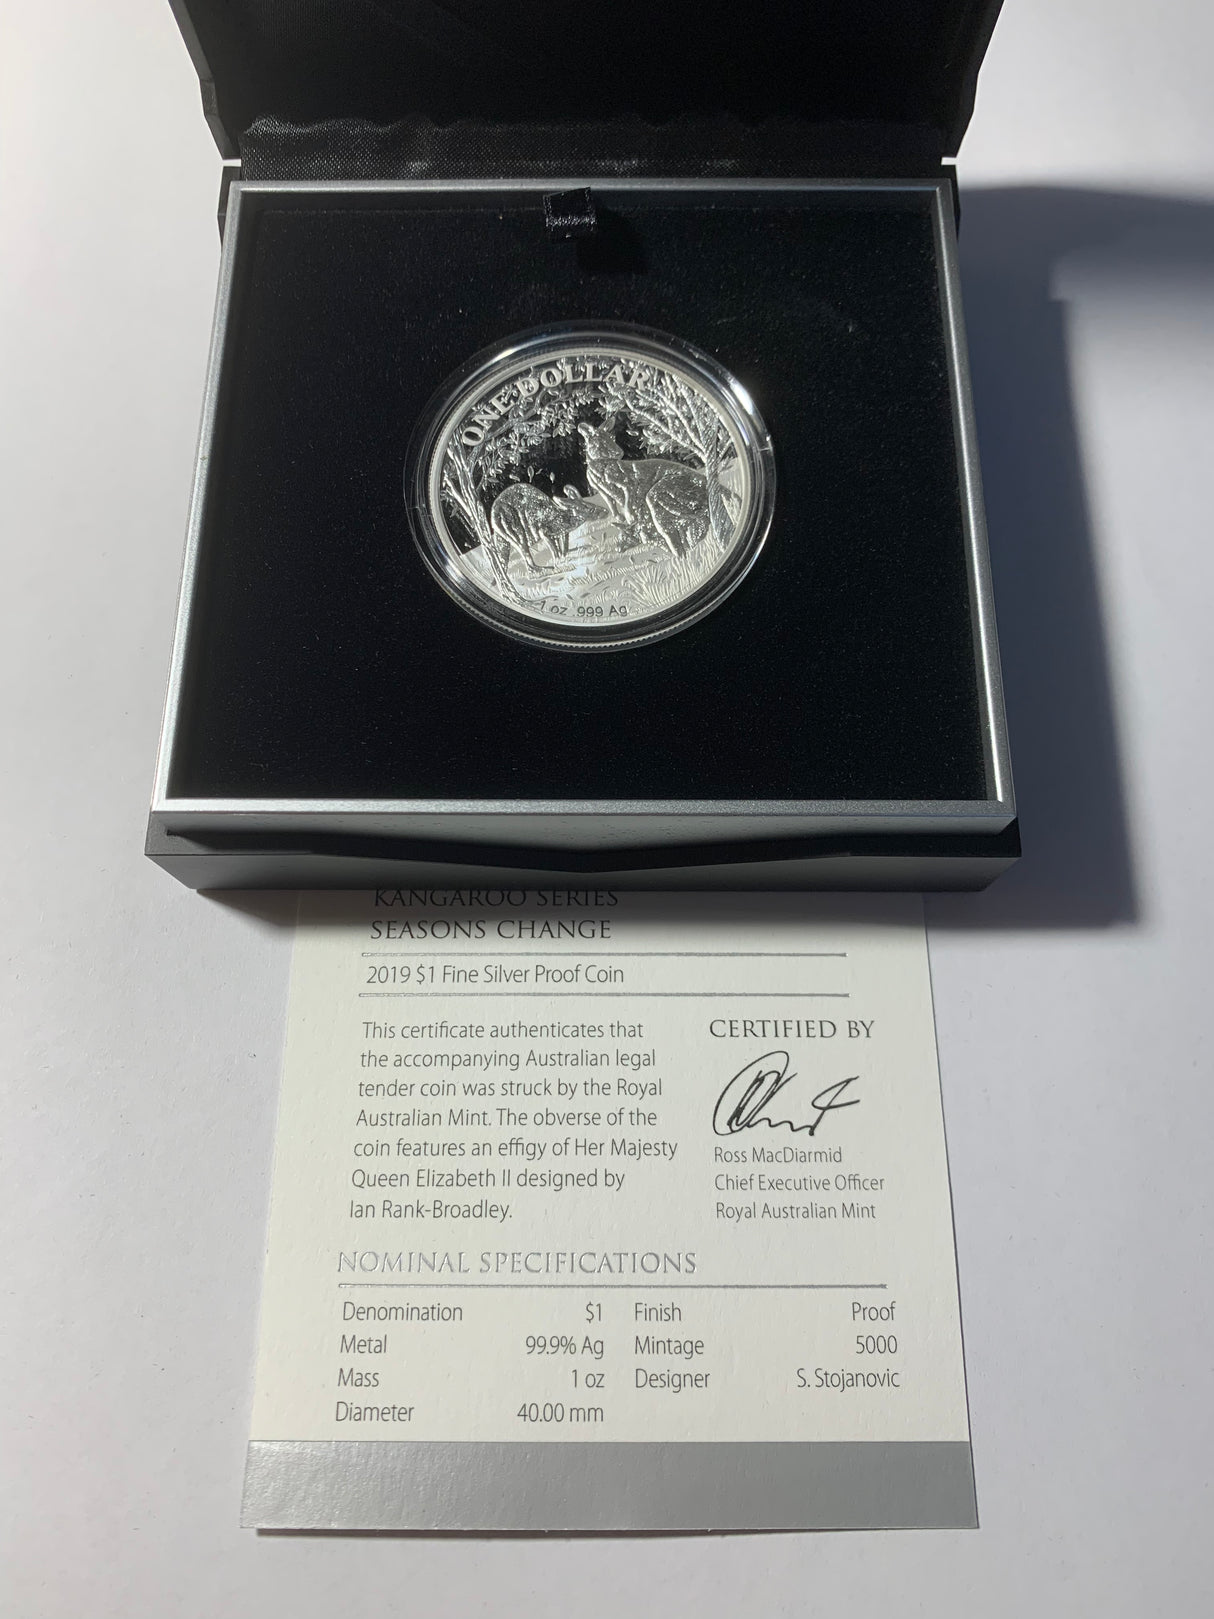 ONE DOLLAR
1 oz .999 Ag
KANGAROO SERIES
SEASONS CHANGE
2019 $1 Fine Silver Proof Coin
This certificate authenticates that
the accompanying Australian legal
tender coin was struck by the Royal
Australian Mint. The obverse of the
coin features an effigy of Her Majesty
Queen Elizabeth II designed by
Ian Rank-Broadley.
CERTIFIED BY
Ross MacDiarmid
Chief Executive Officer
Royal Australian Mint
NOMINAL SPECIFICATIONS
Denomination $1 Finish Proof
Metal 99.9% Ag Mintage 5000
Mass 1 oz Designer S. Stojanovic
Diameter 40.00 mm